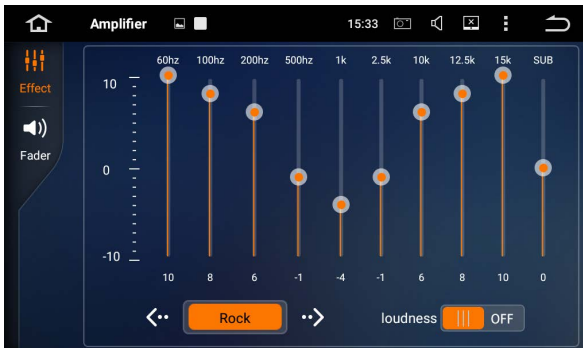 Amplifier 15:33
60hz 100hz 200hz 500hz 1k 2.5k 10k 12.5k 15k SUB
Effect
10
Fader
0
-10
10 8 6 -1 -4 -1 6 8 10 0
Rock loudness OFF